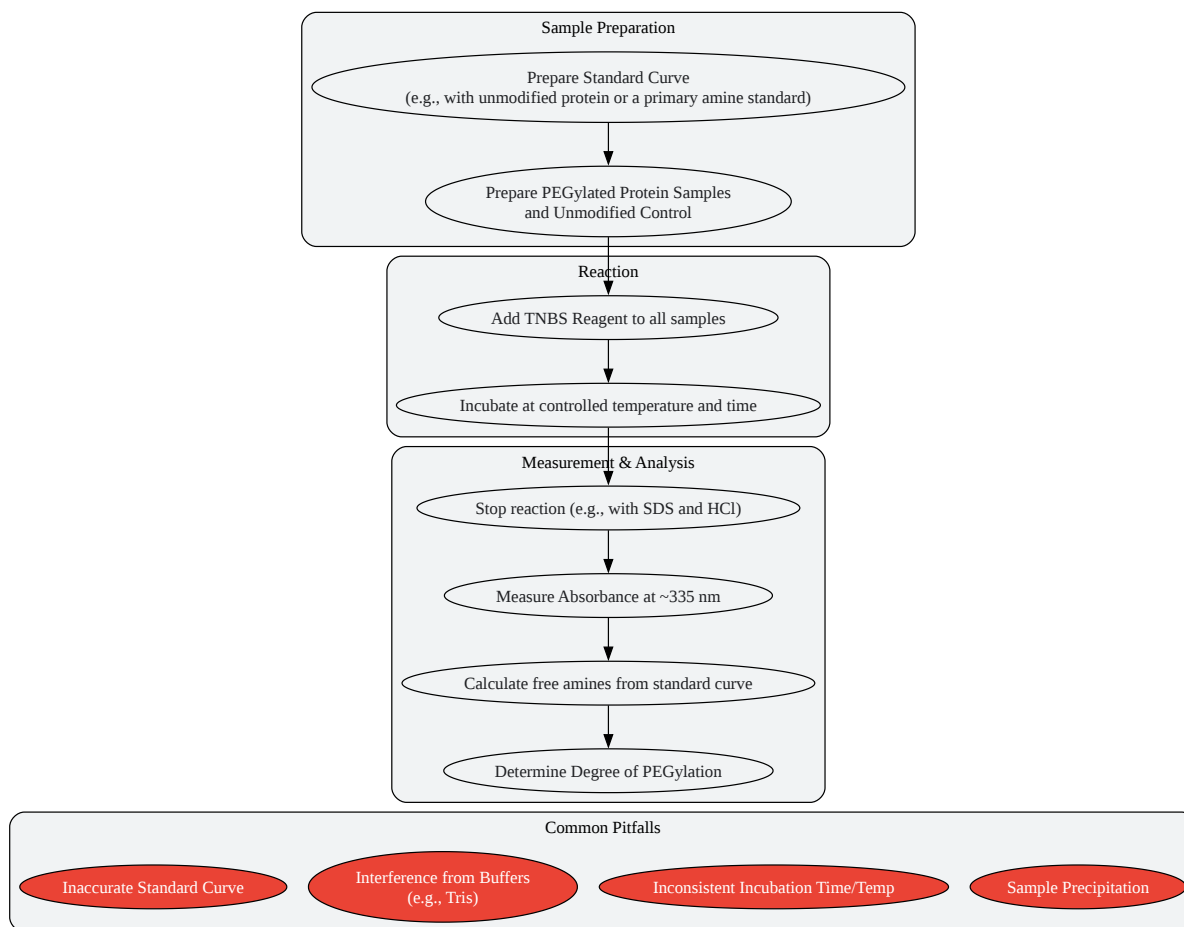 Sample Preparation
Prepare Standard Curve
(e.g., with unmodified protein or a primary amine standard)
Prepare PEGylated Protein Samples
and Unmodified Control
Reaction
Add TNBS Reagent to all samples
Incubate at controlled temperature and time
Measurement & Analysis
Stop reaction (e.g., with SDS and HCl)
Measure Absorbance at ~335 nm
Calculate free amines from standard curve
Determine Degree of PEGylation
Common Pitfalls
Inaccurate Standard Curve
Interference from Buffers
(e.g., Tris)
Inconsistent Incubation Time/Temp
Sample Precipitation